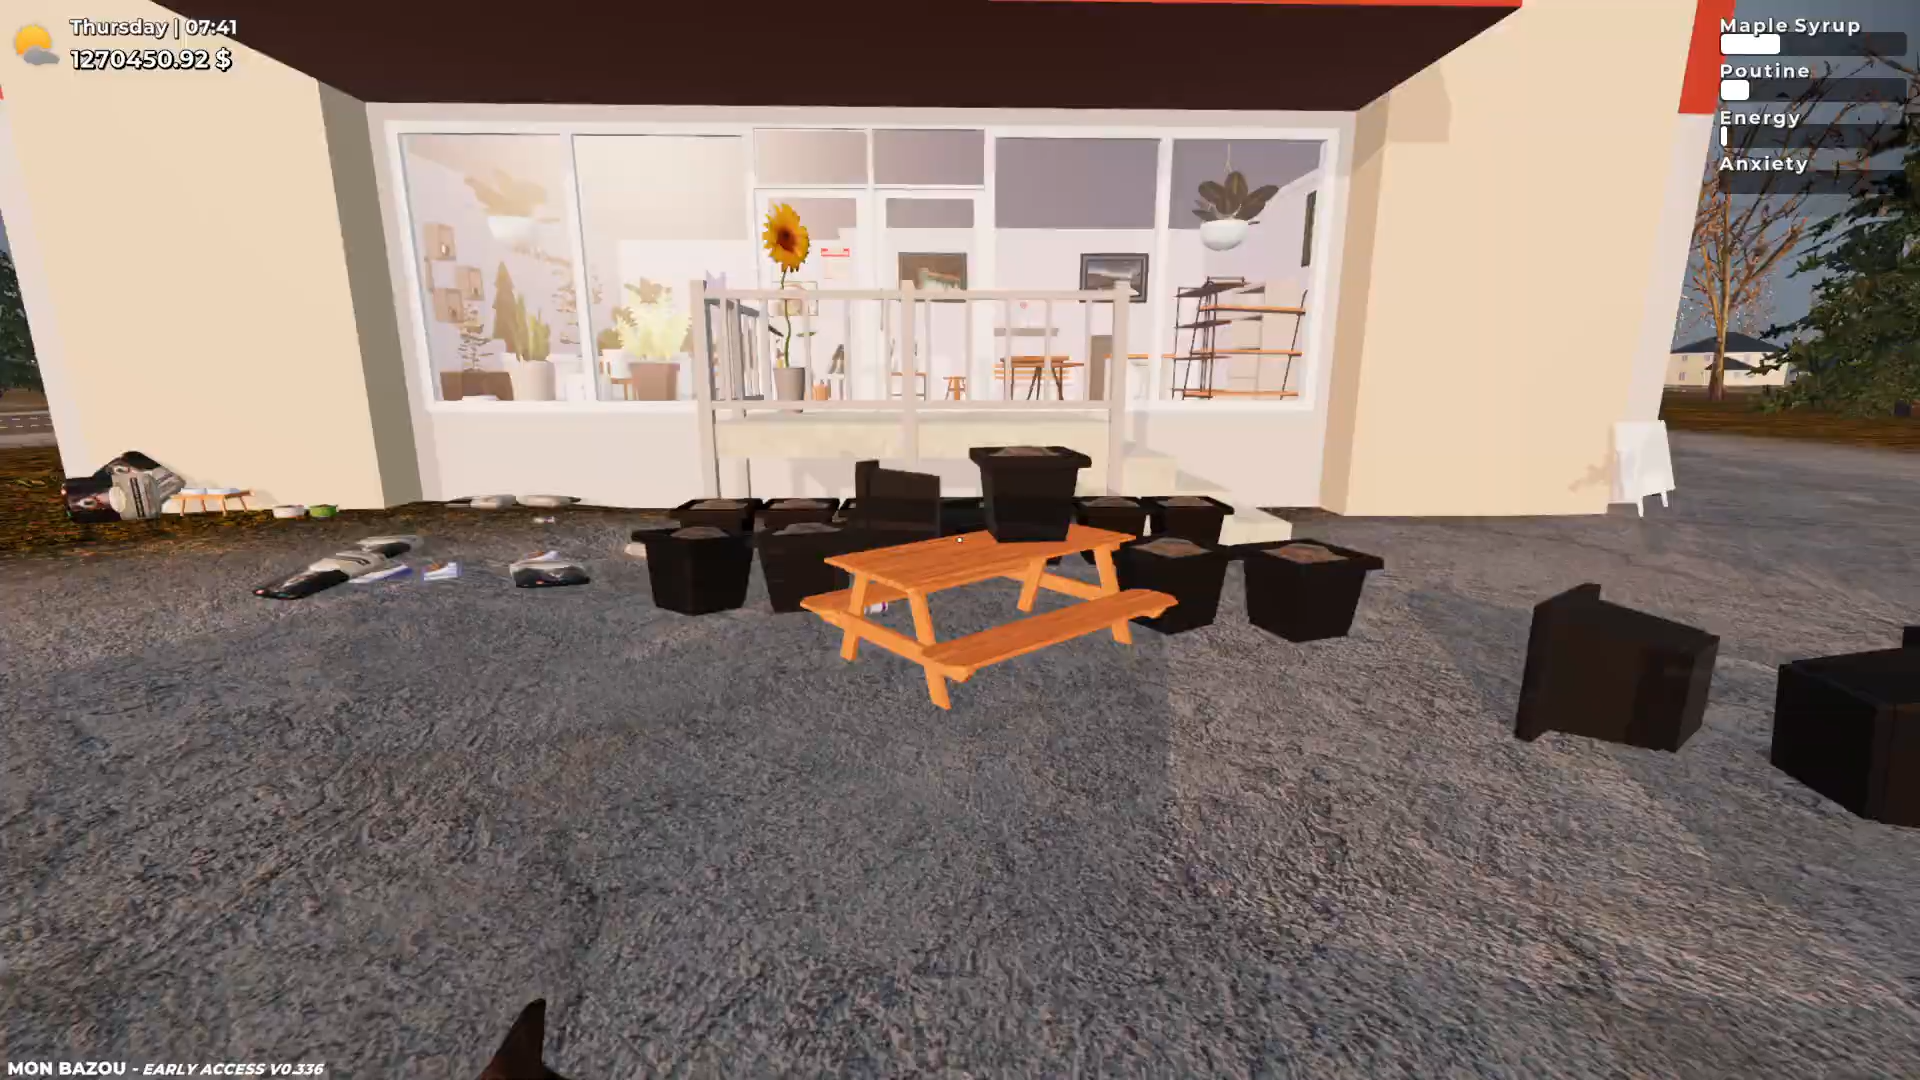 Thursday | 07:41
1270450.92 $
Maple Syrup
Poutine
Energy
Anxiety
MON BAZOU - EARLY ACCESS V0.336